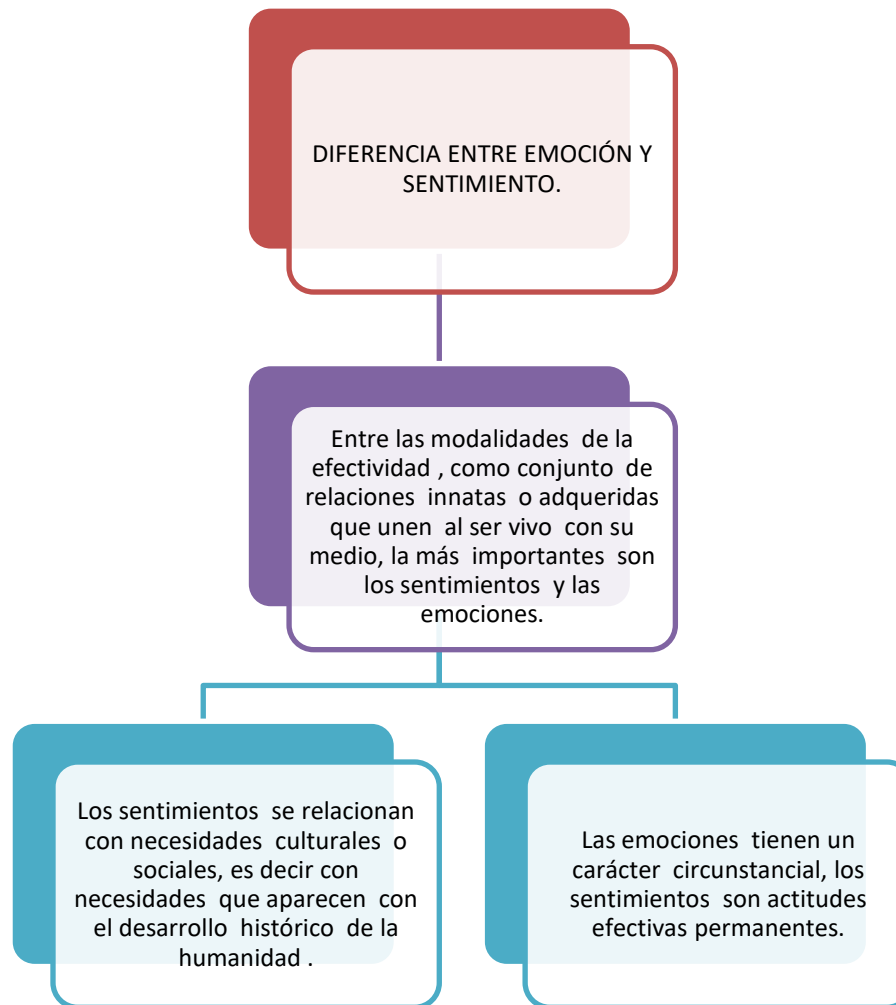 DIFERENCIA ENTRE EMOCIÓN Y
SENTIMIENTO.
Entre las modalidades de la
efectividad , como conjunto de
relaciones innatas o adqueridas
que unen al ser vivo con su
medio, la más importantes son
los sentimientos y las
emociones.
Los sentimientos se relacionan
con necesidades culturales o
sociales, es decir con
necesidades que aparecen con
el desarrollo histórico de la
humanidad .
Las emociones tienen un
carácter circunstancial, los
sentimientos son actitudes
efectivas permanentes.